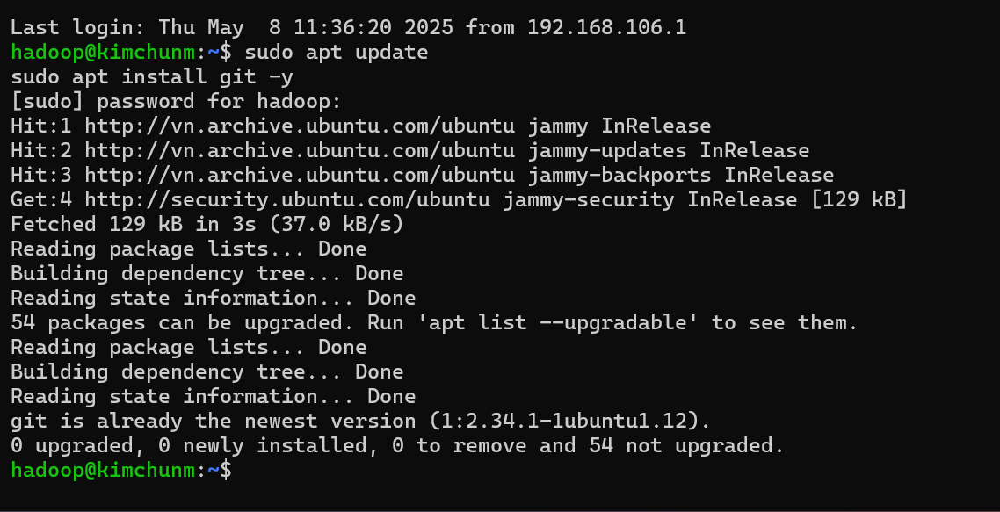 Last login: Thu May  8 11:36:20 2025 from 192.168.106.1
hadoop@kimchunm:~$ sudo apt update
sudo apt install git -y
[sudo] password for hadoop:
Hit:1 http://vn.archive.ubuntu.com/ubuntu jammy InRelease
Hit:2 http://vn.archive.ubuntu.com/ubuntu jammy-updates InRelease
Hit:3 http://vn.archive.ubuntu.com/ubuntu jammy-backports InRelease
Get:4 http://security.ubuntu.com/ubuntu jammy-security InRelease [129 kB]
Fetched 129 kB in 3s (37.0 kB/s)
Reading package lists... Done
Building dependency tree... Done
Reading state information... Done
54 packages can be upgraded. Run 'apt list --upgradable' to see them.
Reading package lists... Done
Building dependency tree... Done
Reading state information... Done
git is already the newest version (1:2.34.1-1ubuntu1.12).
0 upgraded, 0 newly installed, 0 to remove and 54 not upgraded.
hadoop@kimchunm:~$